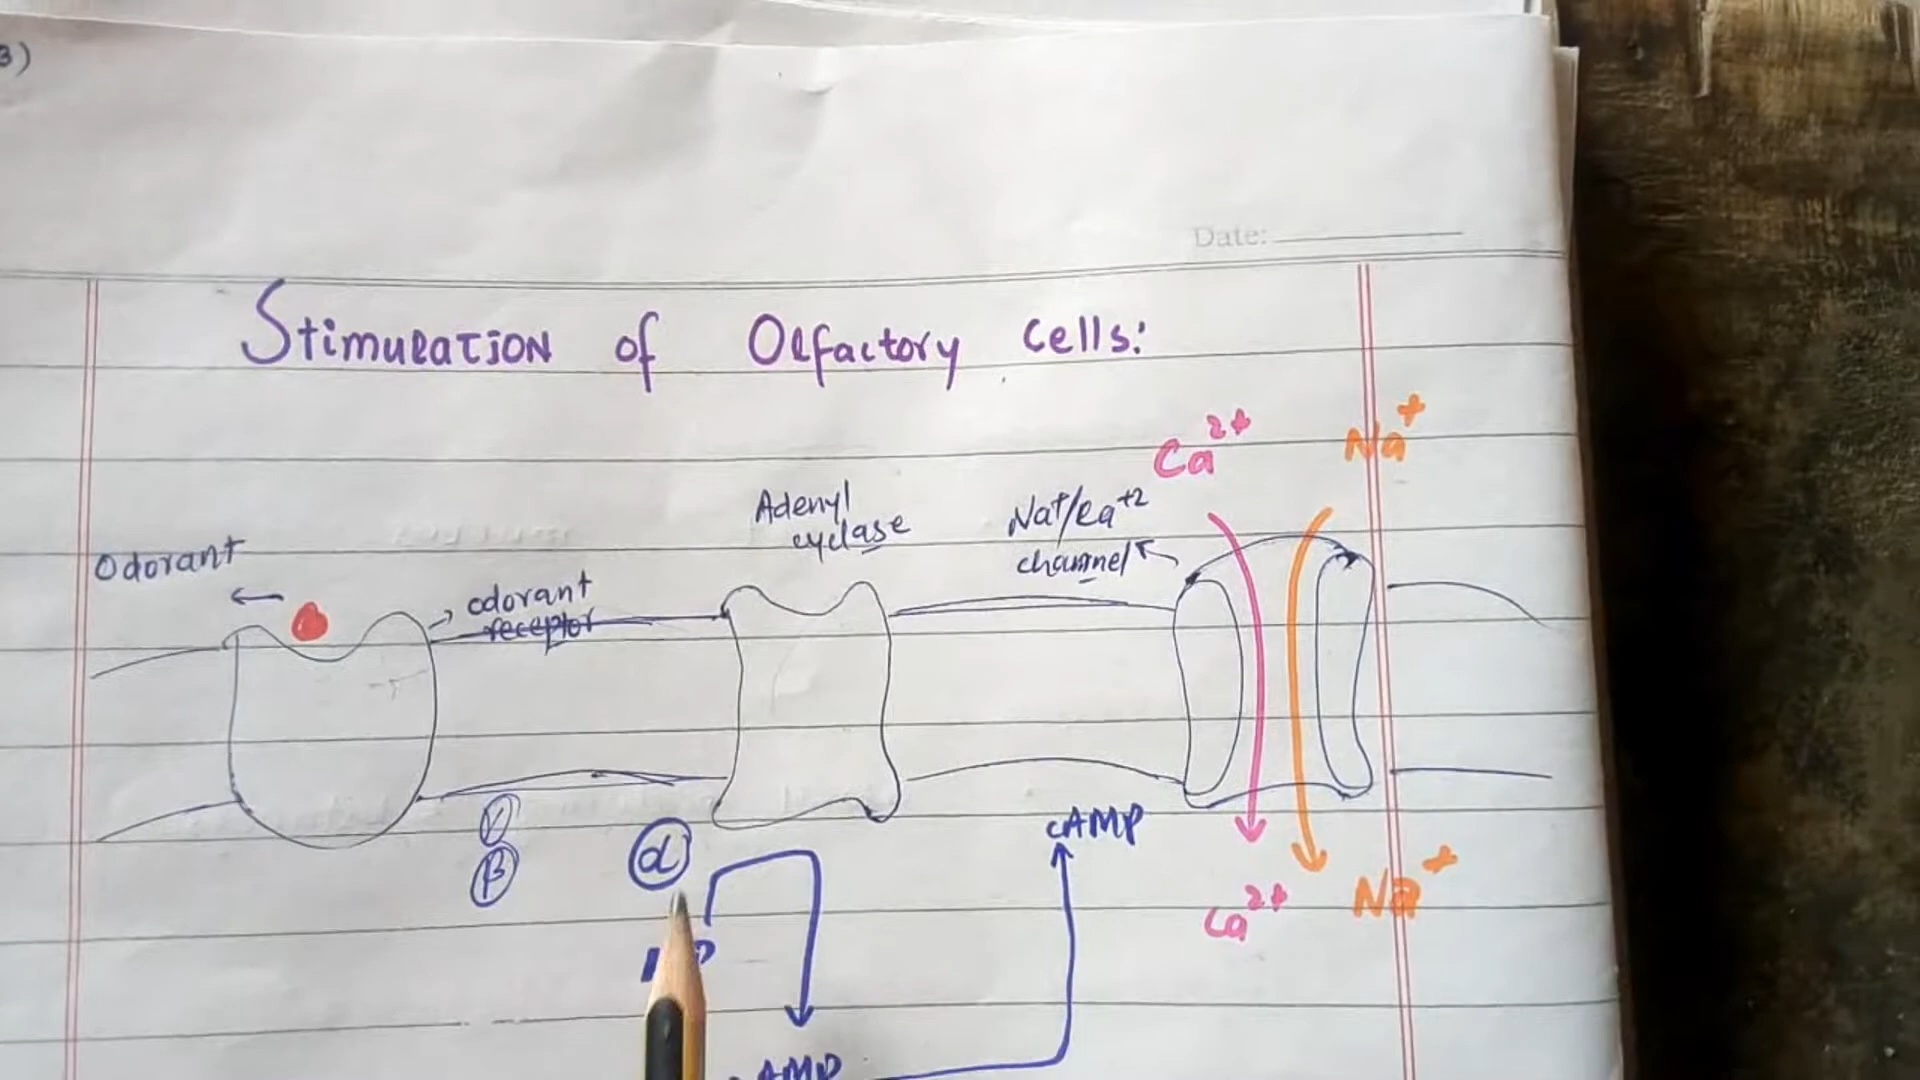 3)
Date:
Stimulation of Olfactory cells:
Ca2+
Na+
Adenyl
cyclase
Na+/ca+2
channel
Odorant
odorant
receptor
γ
β
α
cAMP
Ca2+
Na+
cAMP